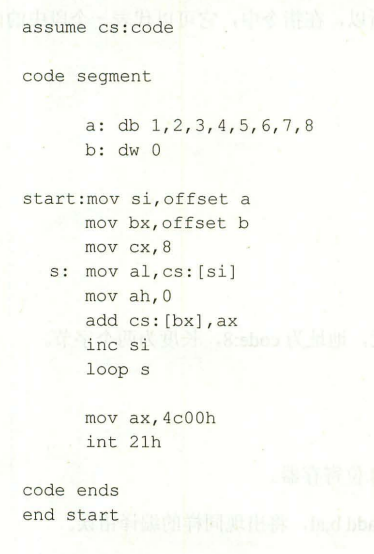 assume cs:code
code segment
a: db 1,2,3,4,5,6,7,8
b: dw 0
start:mov si,offset a
mov bx,offset b
mov cx,8
s: mov al,cs:[si]
mov ah,0
add cs:[bx],ax
inc si
loop s
mov ax,4c00h
int 21h
code ends
end start